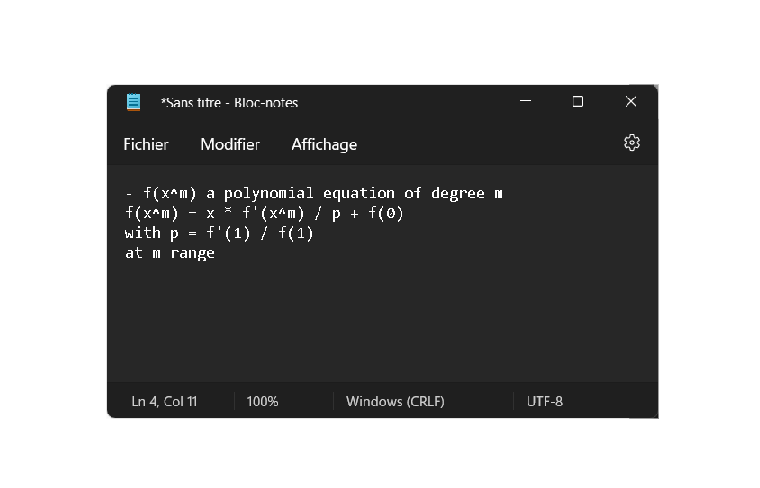 *Sans titre - Bloc-notes
Fichier Modifier Affichage
- f(x^m) a polynomial equation of degree m
f(x^m) = x * f'(x^m) / p + f(0)
with p = f'(1) / f(1)
at m range
Ln 4, Col 11 100% Windows (CRLF) UTF-8